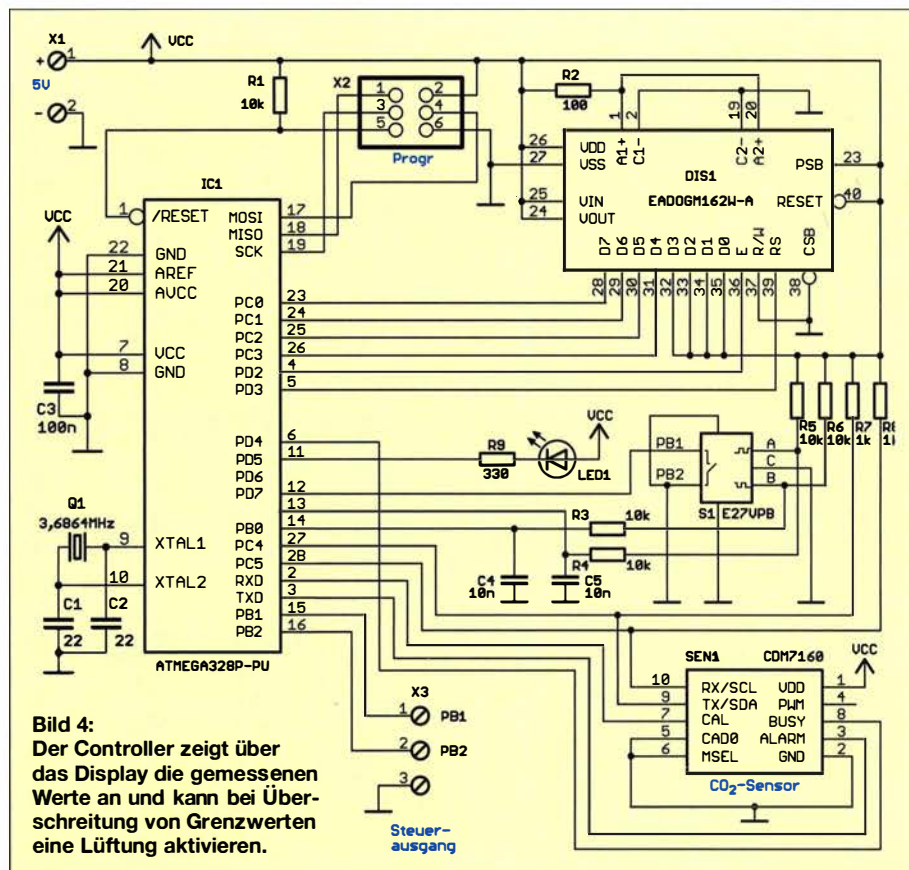 X1
VCC
+
1
5V
-
2
R1
10k
X2
1
2
3
4
5
6
Progr
R2
100
1
2
19
20
A1+
C1-
C2-
A2+
26
VDD
27
VSS
PSB
23
DIS1
EADOGM162W-A
RESET
40
25
VIN
24
VOUT
D7
D6
D5
D4
D3
D2
D1
D0
E
R/W
RS
CSB
28
29
30
31
32
33
34
35
36
37
39
38
IC1
1
/RESET
MOSI
17
MISO
18
SCK
19
VCC
22
GND
21
AREF
20
AVCC
7
VCC
8
GND
C3
100n
PC0
23
PC1
24
PC2
25
PC3
26
PD2
4
PD3
5
PD4
6
PD5
11
PD6
12
PD7
13
PB0
14
PC4
27
PC5
28
RXD
2
TXD
3
PB1
15
PB2
16
Q1
3,6864MHz
9
XTAL1
10
XTAL2
C1
22
C2
22
ATMEGA328P-PU
R9
330
LED1
VCC
PB1
PB2
A
C
B
S1 E27VPB
R5
10k
R6
10k
R7
1k
R3
10k
R4
10k
C4
10n
C5
10n
SEN1
CDM7160
VCC
10
RX/SCL
VDD
1
9
TX/SDA
PWM
4
7
CAL
BUSY
8
5
CAD0
ALARM
3
6
MSEL
GND
2
CO2-Sensor
X3
1
PB1
2
PB2
3
Steuer-
ausgang
Bild 4:
Der Controller zeigt über
das Display die gemessenen
Werte an und kann bei Über-
schreitung von Grenzwerten
eine Lüftung aktivieren.